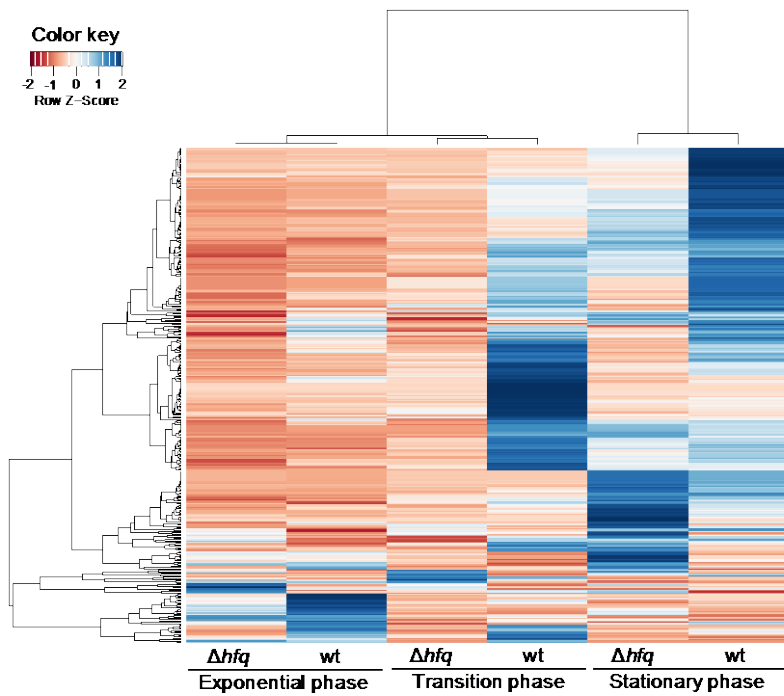 Color key
-2 -1 0 1 2
Row Z-Score
Δhfq wt Δhfq wt Δhfq wt
Exponential phase Transition phase Stationary phase